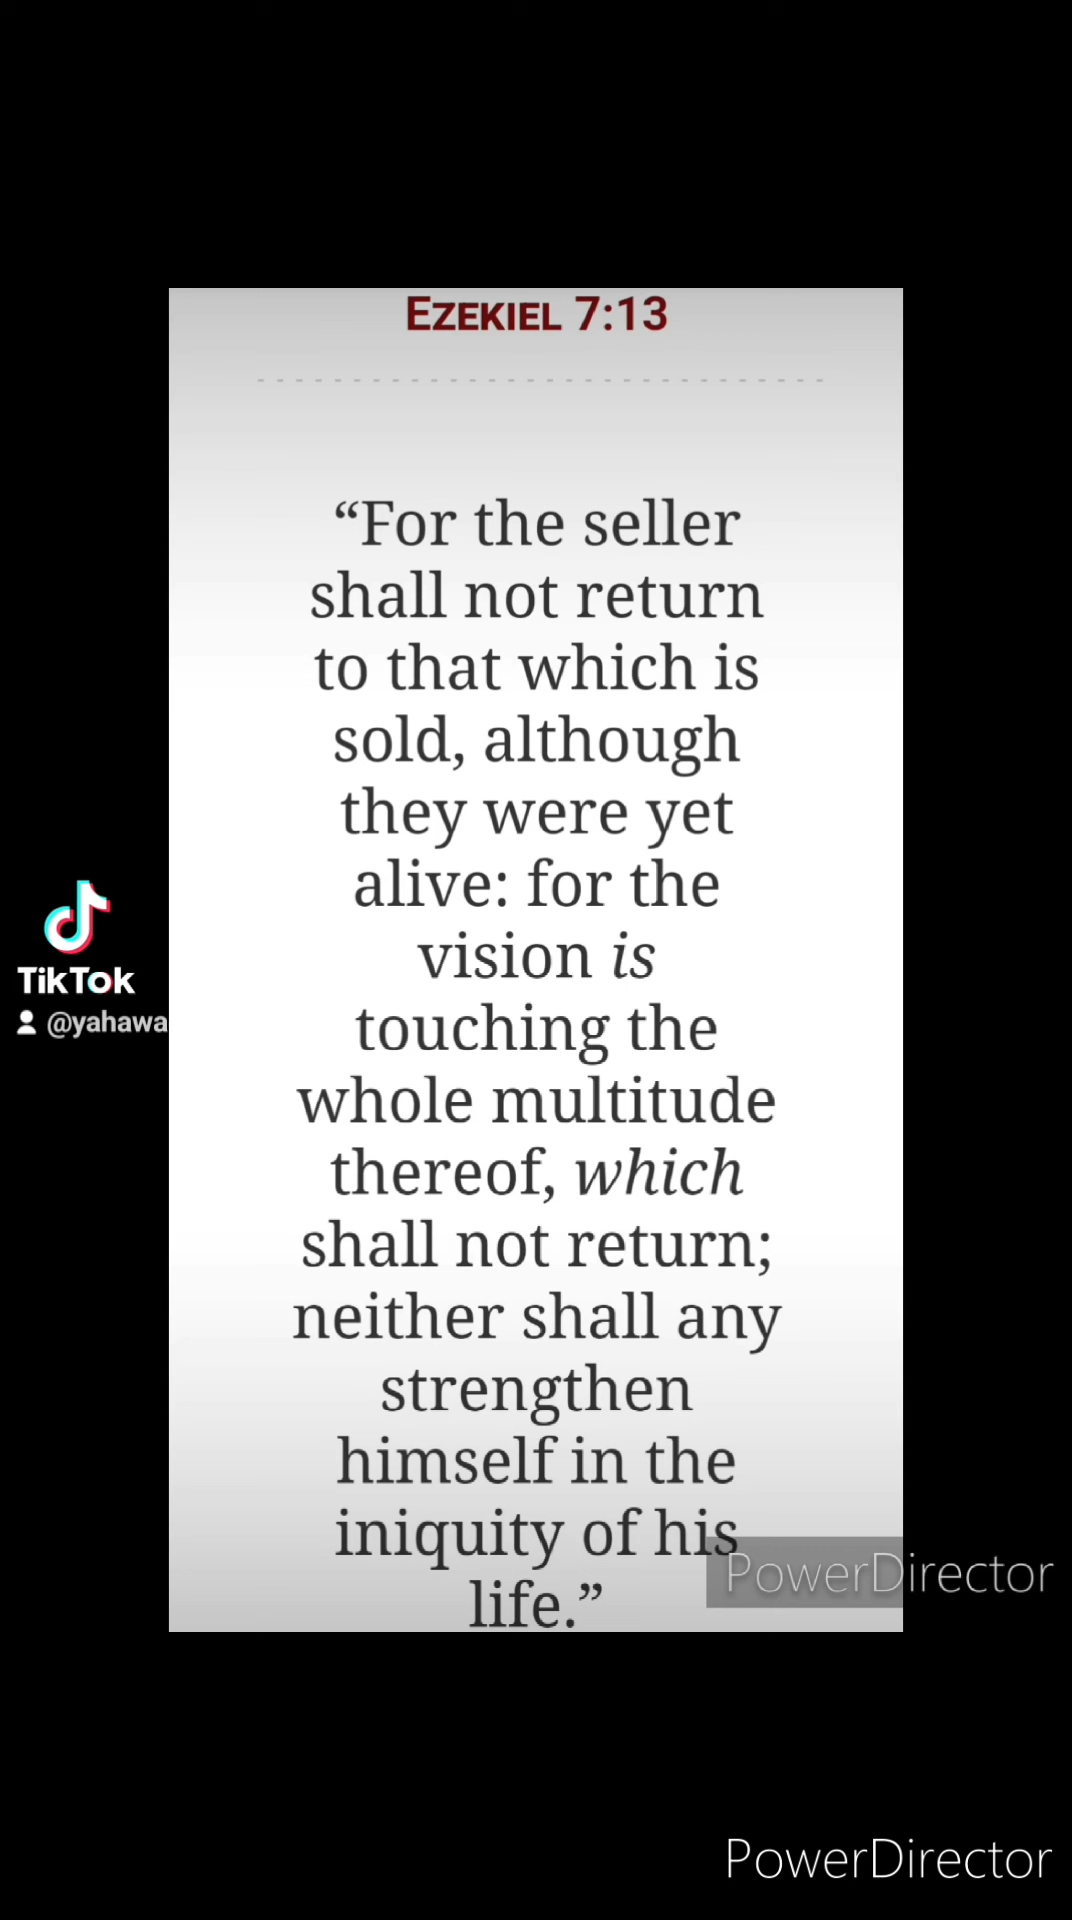 EZEKIEL 7:13
“For the seller
shall not return
to that which is
sold, although
they were yet
alive: for the
vision is
touching the
whole multitude
thereof, which
shall not return;
neither shall any
strengthen
himself in the
iniquity of his
life.”
TikTok
@yahawa
PowerDirector
PowerDirector